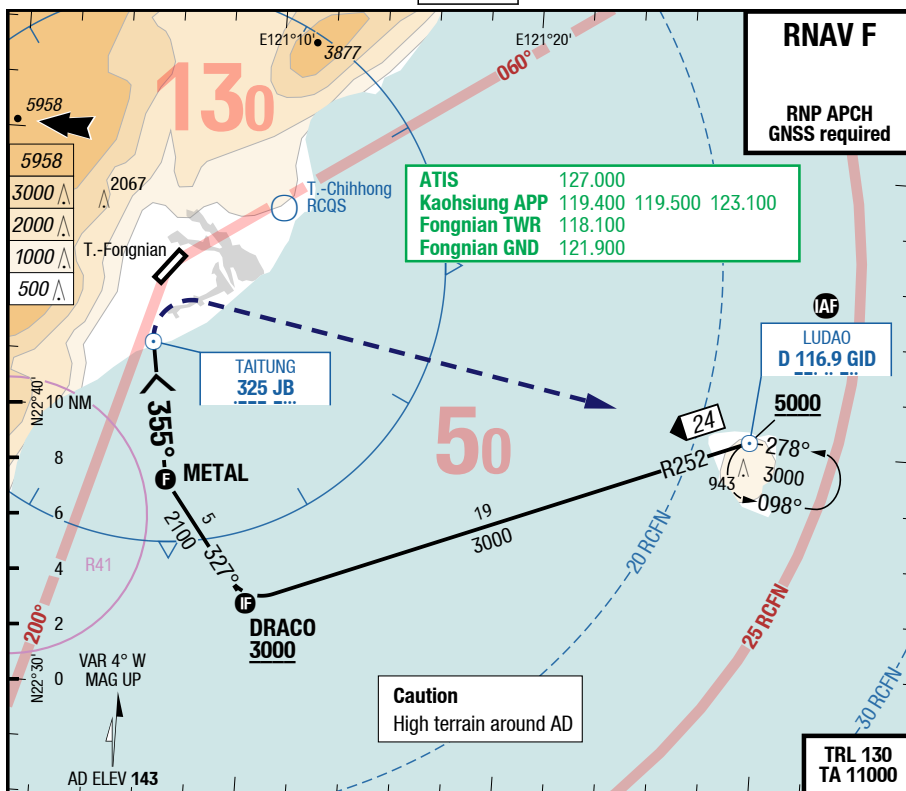 RNAV F
RNP APCH
GNSS required
E121°10'
3877
E121°20'
060°
130
5958
5958
3000
2000
1000
500
2067
T.-Chihhong
RCQS
T.-Fongnian
ATIS 127.000
Kaohsiung APP 119.400 119.500 123.100
Fongnian TWR 118.100
Fongnian GND 121.900
IAF
LUDAO
D 116.9 GID
TAITUNG
325 JB
N22°40'
10 NM
8
6
4
2
0
N22°30'
355°
F METAL
5
2100
327°
IF
DRACO
3000
50
24
5000
R252
278°
3000
943
098°
19
3000
R41
200°
20 RCFN
25 RCFN
30 RCFN
VAR 4° W
MAG UP
AD ELEV 143
Caution
High terrain around AD
TRL 130
TA 11000